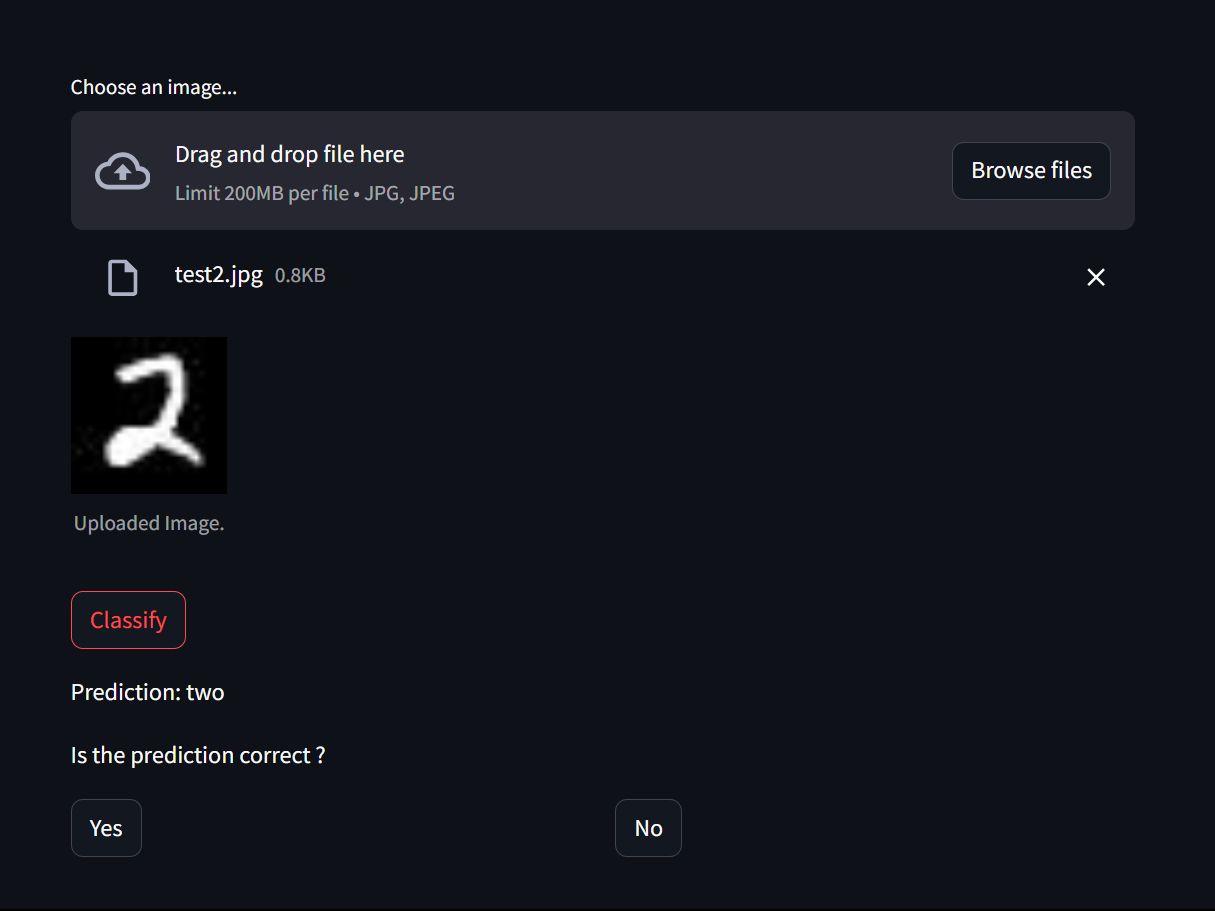 Choose an image...
Drag and drop file here
Limit 200MB per file • JPG, JPEG
Browse files
test2.jpg 0.8KB
2
Uploaded Image.
Classify
Prediction: two
Is the prediction correct ?
Yes
No